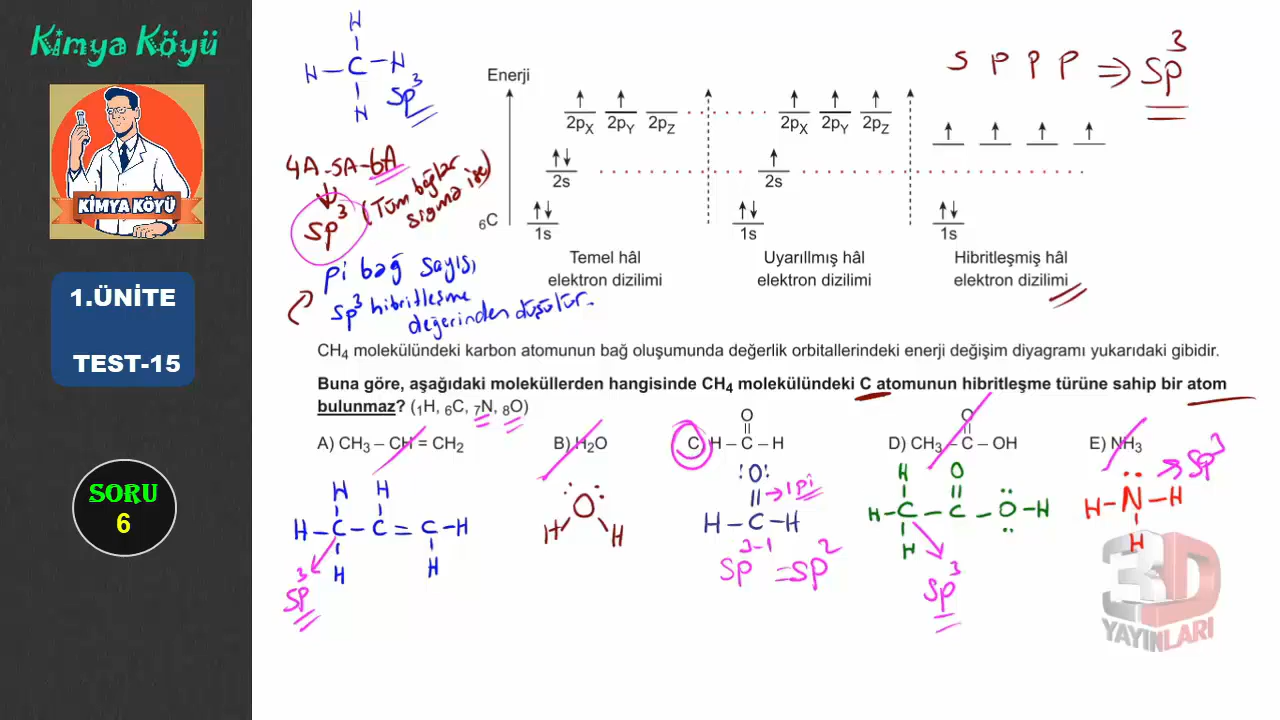 Kimya Köyü
KİMYA KÖYÜ
1.ÜNİTE
TEST-15
SORU
6
H
H – C – H
H
sp³
4A-5A-6A
sp³ (Tüm bağlar
sigma ise)
pi bağ sayısı,
sp³ hibritleşme
değerinden düşülür.
s p p p ⇒ sp³
Enerji
2pX 2pY 2pZ 2pX 2pY 2pZ
2s 2s
₆C
1s 1s 1s
Temel hâl Uyarıllmış hâl Hibritleşmiş hâl
elektron dizilimi elektron dizilimi elektron dizilimi
CH₄ molekülündeki karbon atomunun bağ oluşumunda değerlik orbitallerindeki enerji değişim diyagramı yukarıdaki gibidir.
Buna göre, aşağıdaki moleküllerden hangisinde CH₄ molekülündeki C atomunun hibritleşme türüne sahip bir atom
bulunmaz? (₁H, ₆C, ₇N, ₈O)
O O
A) CH₃ – CH = CH₂ B) H₂O C) H – C – H D) CH₃ – C – OH E) NH₃
H H
H – C – C = C – H
H H
sp³
O
H H
:O:
→ 1 pi
H – C – H
sp³⁻¹ = sp²
H O
H – C – C – O – H
H
sp³
→ sp³
H – N – H
H
3D
YAYINLARI